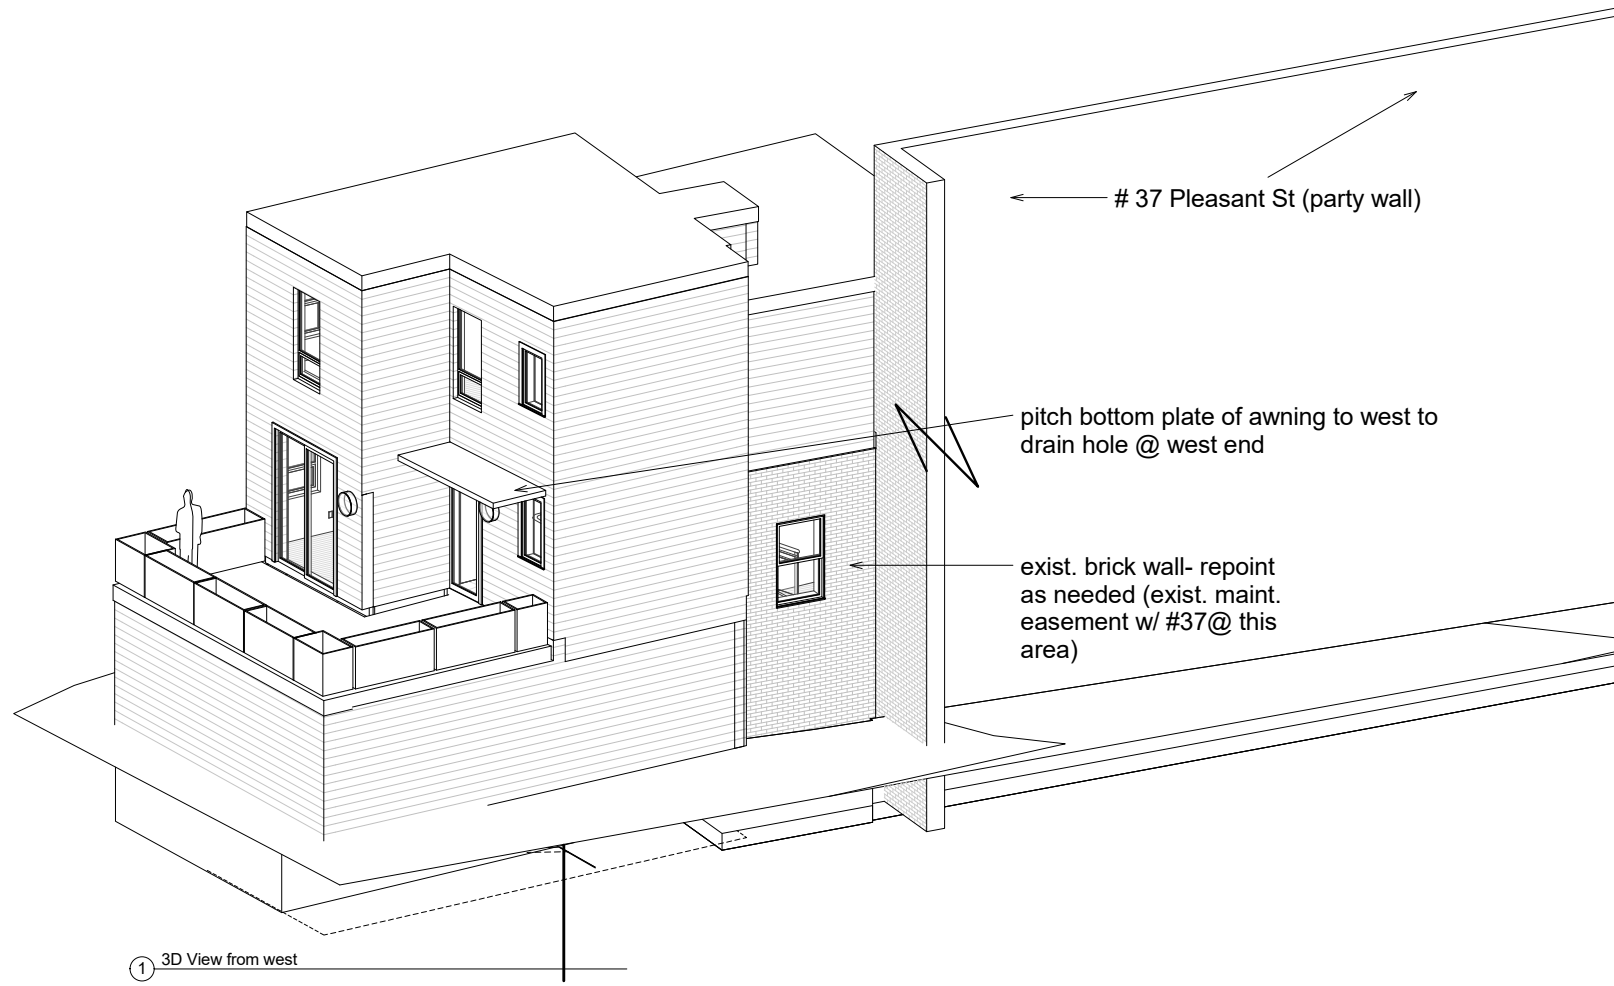 # 37 Pleasant St (party wall)
pitch bottom plate of awning to west to
drain hole @ west end
exist. brick wall- repoint
as needed (exist. maint.
easement w/ #37@ this
area)
1 3D View from west